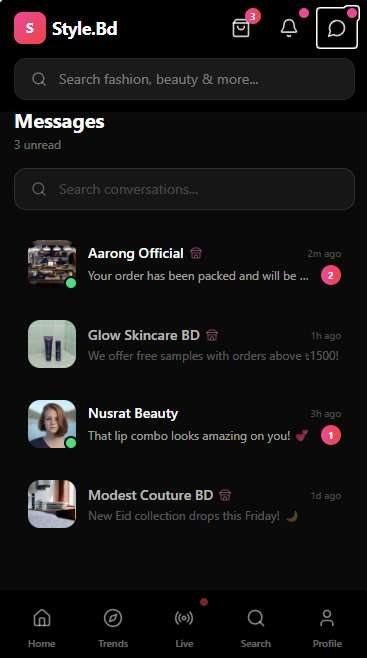 S Style.Bd 3
Search fashion, beauty & more...
Messages
3 unread
Search conversations...
Aarong Official 2m ago
Your order has been packed and will be ... 2
Glow Skincare BD 1h ago
We offer free samples with orders above ৳1500!
Nusrat Beauty 3h ago
That lip combo looks amazing on you! 💕 1
Modest Couture BD 1d ago
New Eid collection drops this Friday! 🌙
Home Trends Live Search Profile